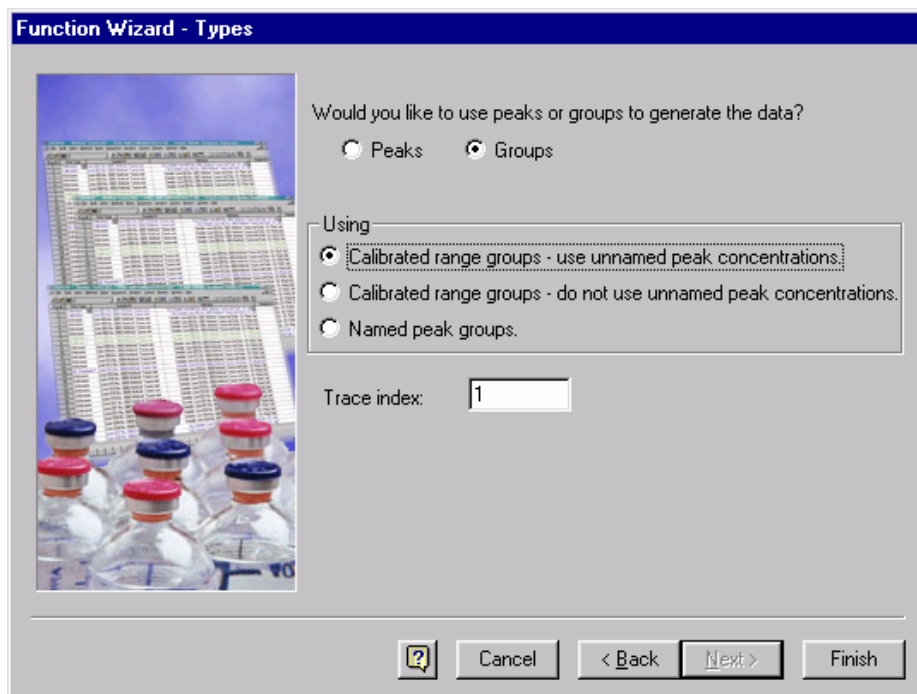 Function Wizard - Types
Would you like to use peaks or groups to generate the data?
Peaks Groups
Using
Calibrated range groups - use unnamed peak concentrations.
Calibrated range groups - do not use unnamed peak concentrations.
Named peak groups.
Trace index: 1
? Cancel < Back Next > Finish